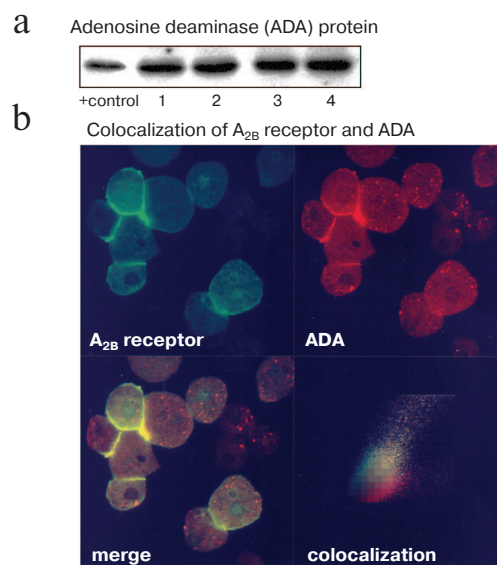 a
Adenosine deaminase (ADA) protein
+control 1 2 3 4
b
Colocalization of A2B receptor and ADA
A2B receptor
ADA
merge
colocalization